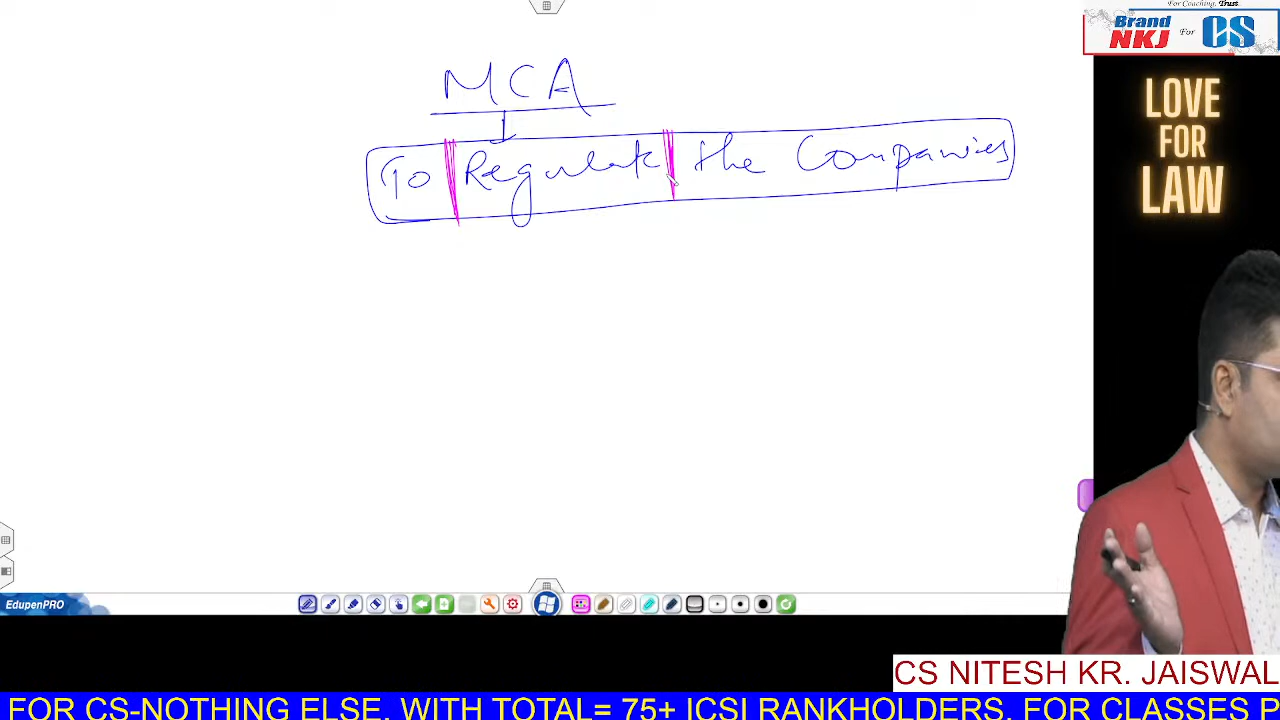 For Coaching, Trust
Brand
NKJ
For
CS
MCA
To Regulate the Companies
LOVE
FOR
LAW
EdupenPRO
CS NITESH KR. JAISWAL
FOR CS-NOTHING ELSE. WITH TOTAL= 75+ ICSI RANKHOLDERS. FOR CLASSES P